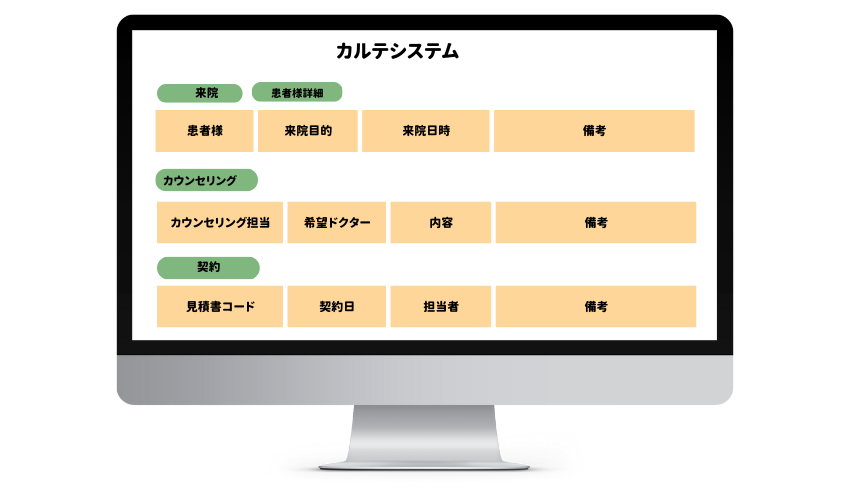 カルテシステム
来院 患者様詳細
患者様 来院目的 来院日時 備考
カウンセリング
カウンセリング担当 希望ドクター 内容 備考
契約
見積書コード 契約日 担当者 備考